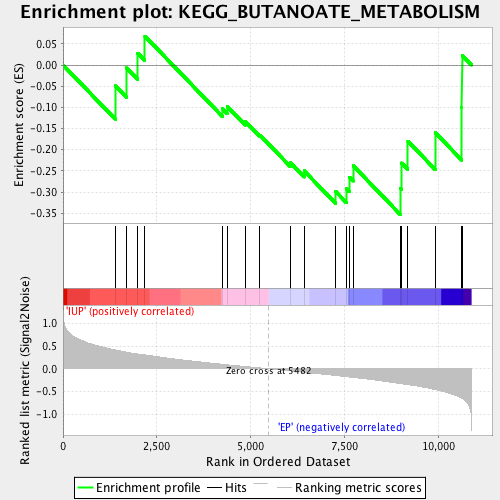 Enrichment plot: KEGG_BUTANOATE_METABOLISM
Enrichment score (ES)
0.05
0.00
-0.05
-0.10
-0.15
-0.20
-0.25
-0.30
-0.35
'IUP' (positively correlated)
Ranked list metric (Signal2Noise)
1.0
0.5
0.0
-0.5
-1.0
Zero cross at 5482
'EP' (negatively correlated)
0
2,500
5,000
7,500
10,000
Rank in Ordered Dataset
Enrichment profile
Hits
Ranking metric scores